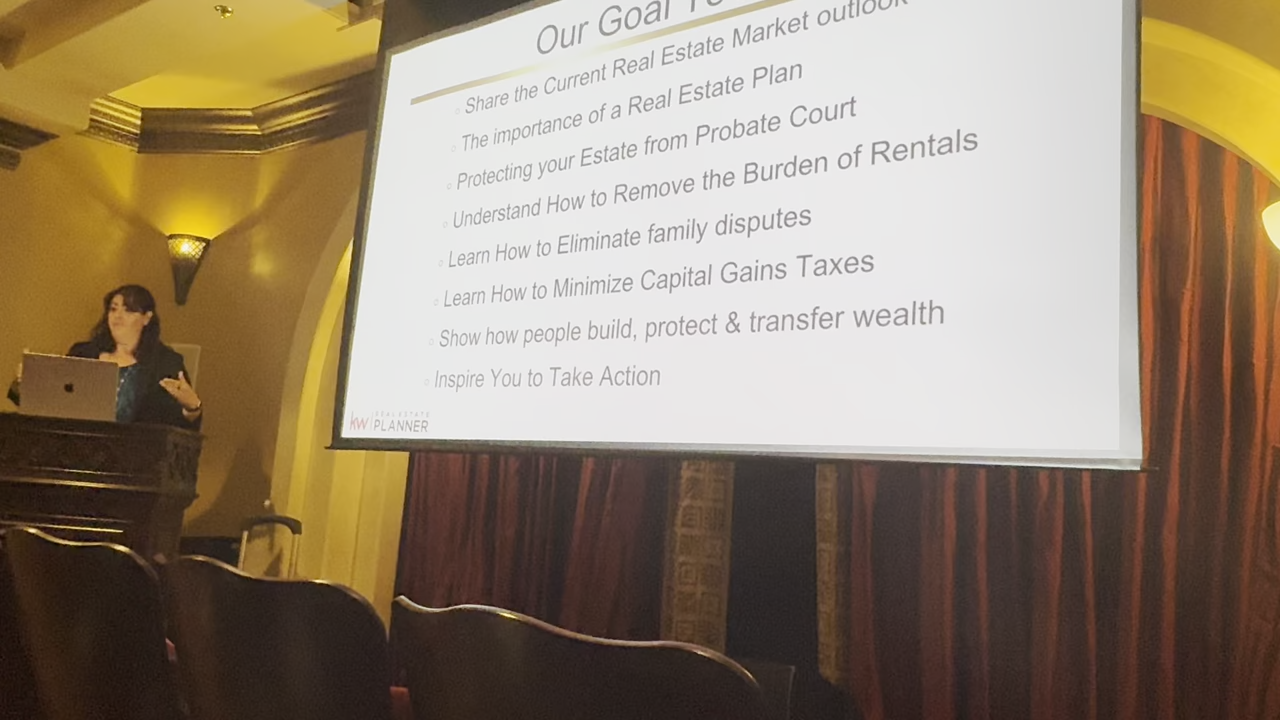 Our Goal
Share the Current Real Estate Market outlook
The importance of a Real Estate Plan
Protecting your Estate from Probate Court
Understand How to Remove the Burden of Rentals
Learn How to Eliminate family disputes
Learn How to Minimize Capital Gains Taxes
Show how people build, protect & transfer wealth
Inspire You to Take Action
kw REAL ESTATE
PLANNER